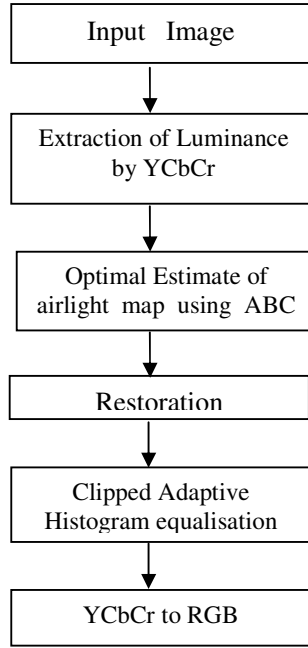 Input Image
Extraction of Luminance
by YCbCr
Optimal Estimate of
airlight map using ABC
Restoration
Clipped Adaptive
Histogram equalisation
YCbCr to RGB